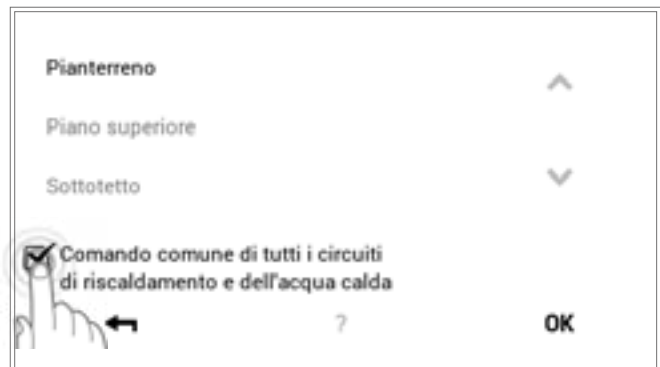 Pianterreno
Piano superiore
Sottotetto
Comando comune di tutti i circuiti
di riscaldamento e dell'acqua calda
? OK